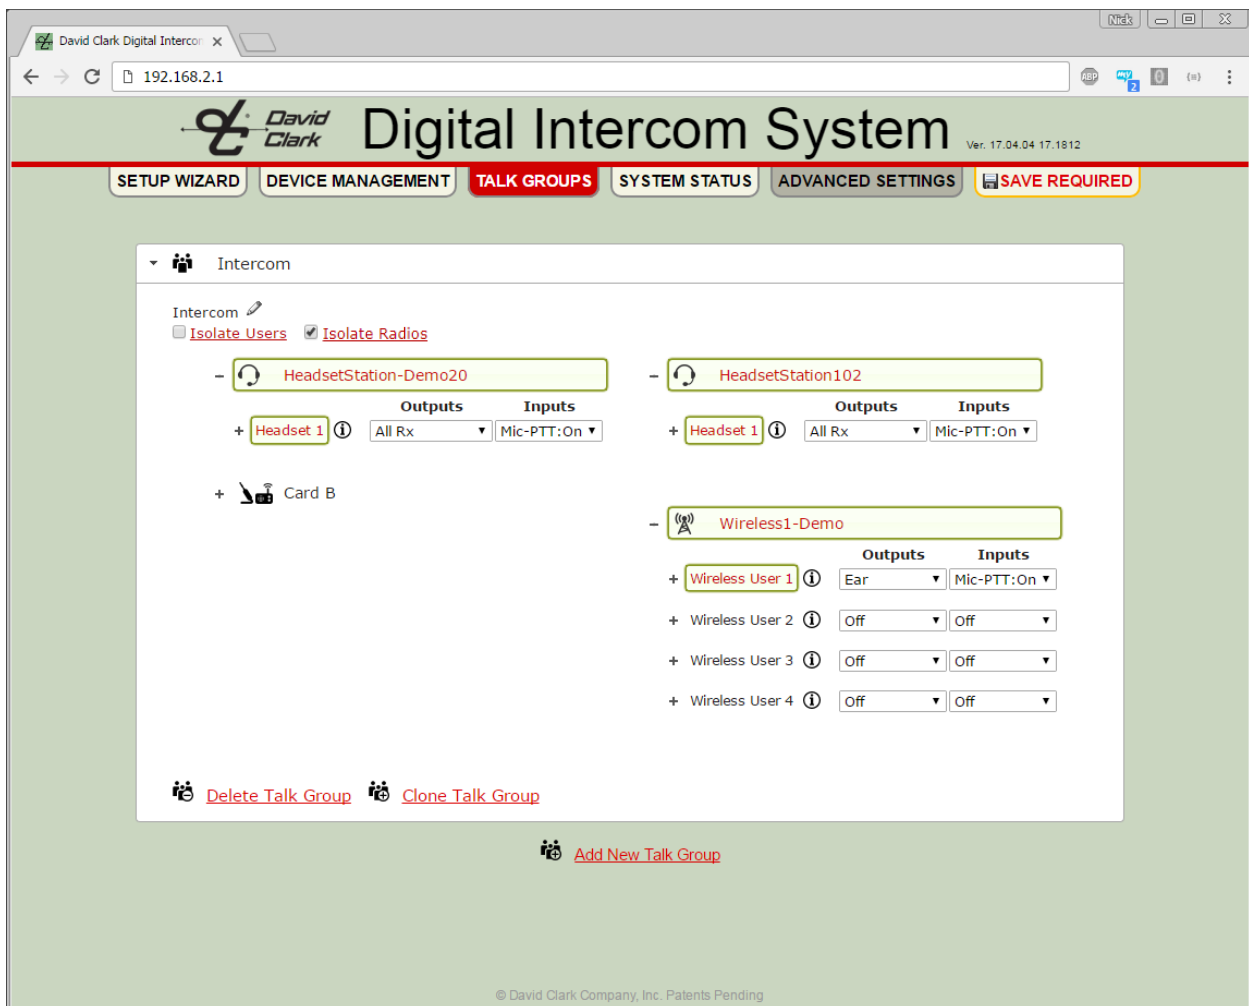 Nick
David Clark Digital Intercor
192.168.2.1
ABP
2
David Clark
Digital Intercom System
Ver. 17.04.04 17.1812
SETUP WIZARD DEVICE MANAGEMENT TALK GROUPS SYSTEM STATUS ADVANCED SETTINGS SAVE REQUIRED
Intercom
Intercom
Isolate Users Isolate Radios
HeadsetStation-Demo20
Outputs Inputs
Headset 1 All Rx Mic-PTT:On
Card B
HeadsetStation102
Outputs Inputs
Headset 1 All Rx Mic-PTT:On
Wireless1-Demo
Outputs Inputs
Wireless User 1 Ear Mic-PTT:On
Wireless User 2 Off Off
Wireless User 3 Off Off
Wireless User 4 Off Off
Delete Talk Group Clone Talk Group
Add New Talk Group
© David Clark Company, Inc. Patents Pending